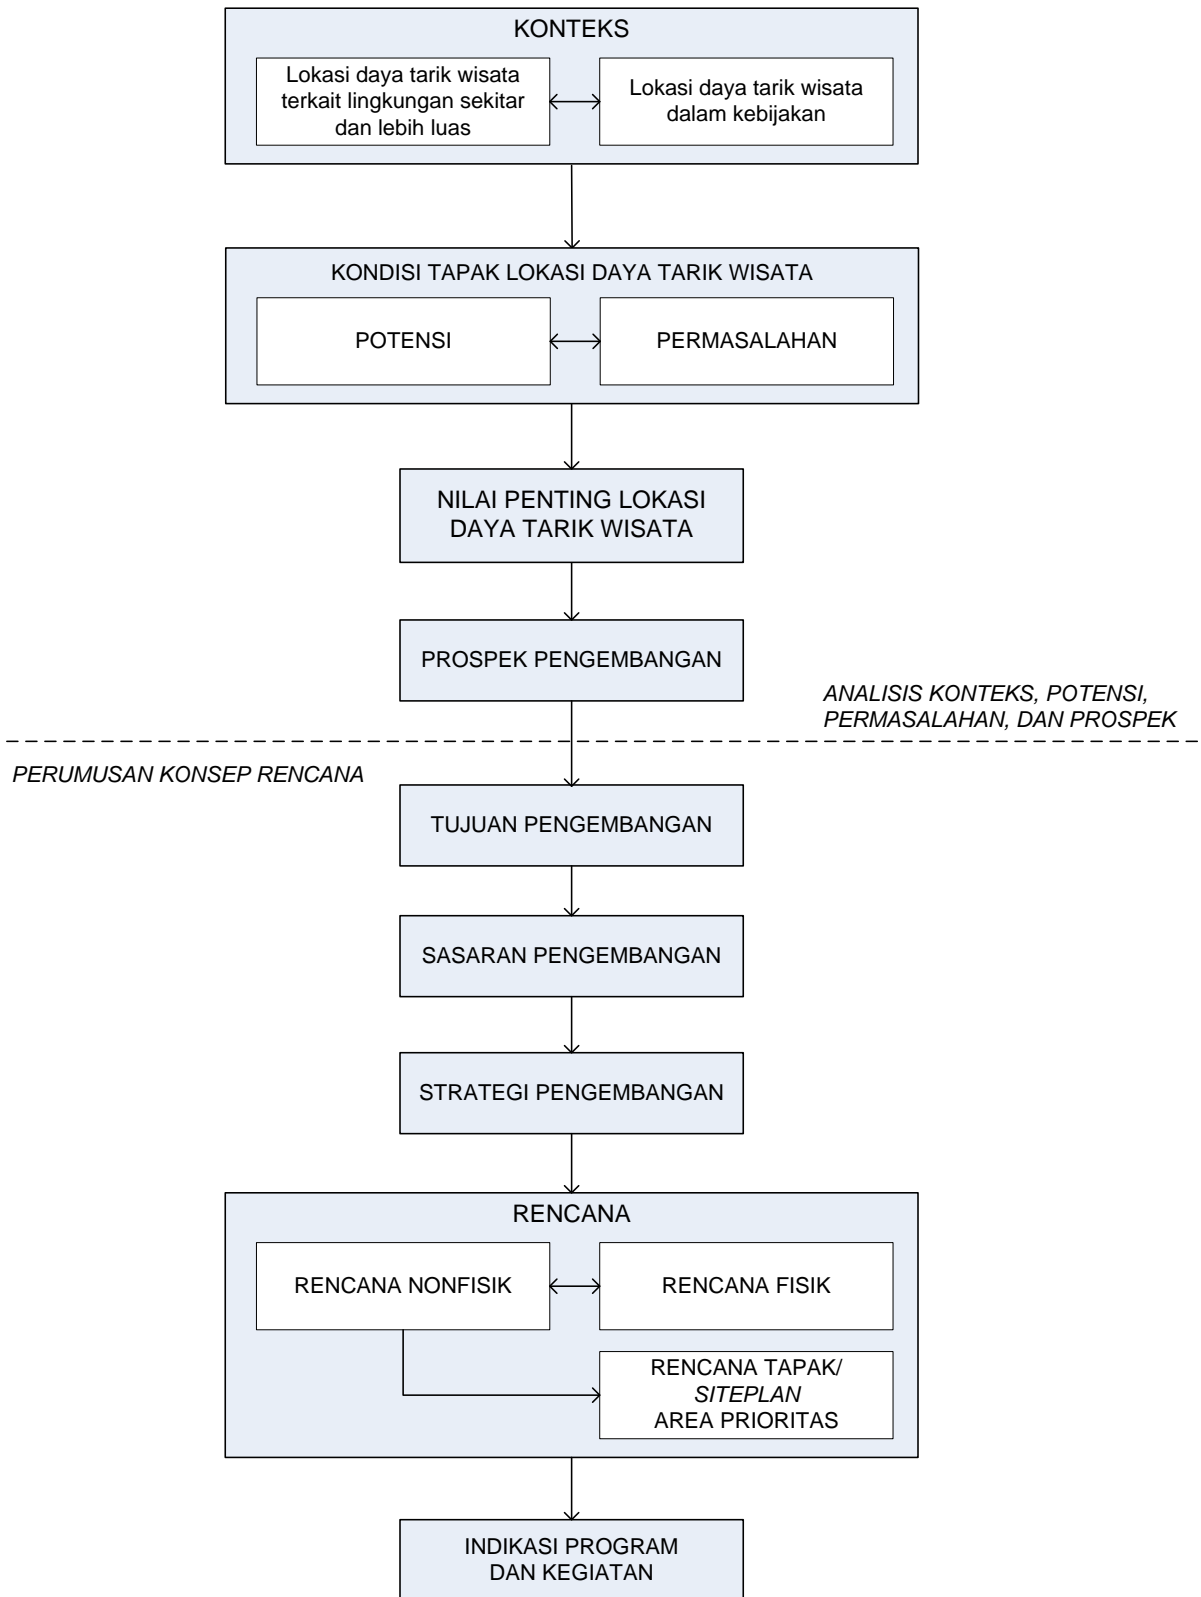 KONTEKS
Lokasi daya tarik wisata
terkait lingkungan sekitar
dan lebih luas
Lokasi daya tarik wisata
dalam kebijakan
KONDISI TAPAK LOKASI DAYA TARIK WISATA
POTENSI
PERMASALAHAN
NILAI PENTING LOKASI
DAYA TARIK WISATA
PROSPEK PENGEMBANGAN
ANALISIS KONTEKS, POTENSI,
PERMASALAHAN, DAN PROSPEK
PERUMUSAN KONSEP RENCANA
TUJUAN PENGEMBANGAN
SASARAN PENGEMBANGAN
STRATEGI PENGEMBANGAN
RENCANA
RENCANA NONFISIK
RENCANA FISIK
RENCANA TAPAK/
SITEPLAN
AREA PRIORITAS
INDIKASI PROGRAM
DAN KEGIATAN